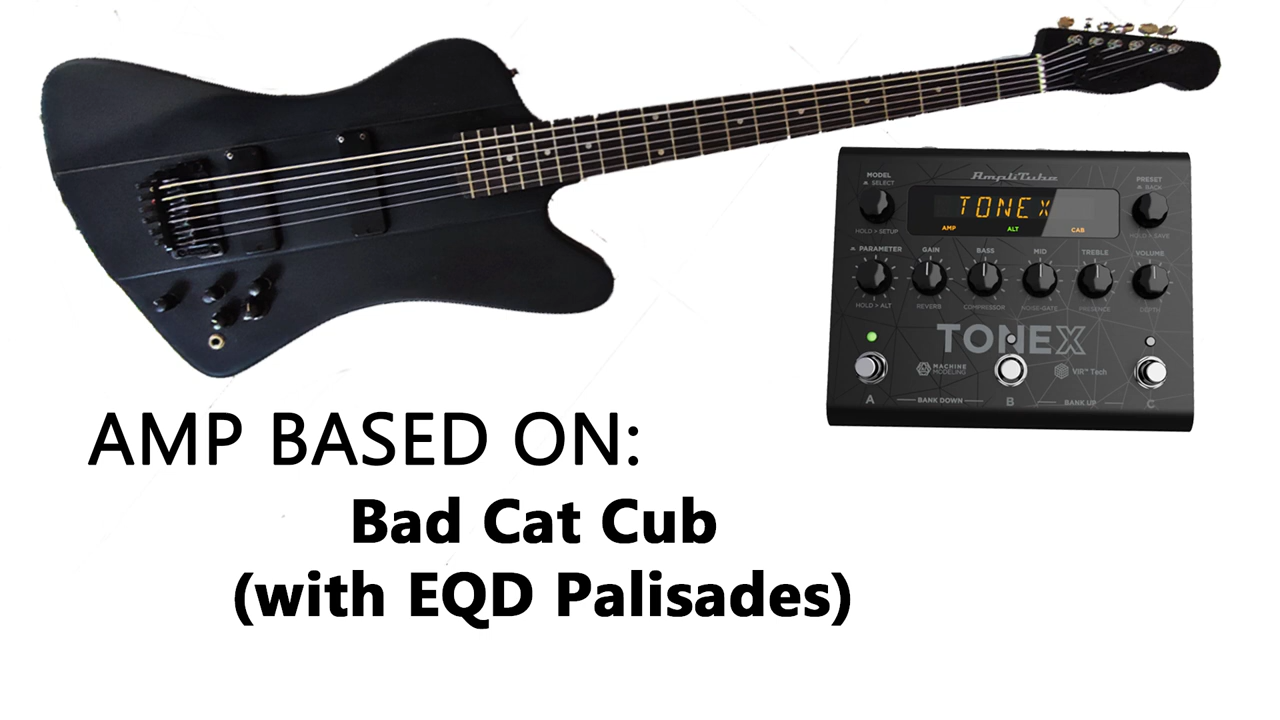 AmpliTube
MODEL
SELECT
HOLD > SETUP
TONEX
AMP ALT CAB
PRESET
BACK
HOLD > SAVE
PARAMETER GAIN BASS MID TREBLE VOLUME
HOLD > ALT REVERB COMPRESSOR NOISE-GATE PRESENCE DEPTH
TONEX
MACHINE
MODELING
VIR™ Tech
A BANK DOWN B BANK UP C
AMP BASED ON:
Bad Cat Cub
(with EQD Palisades)